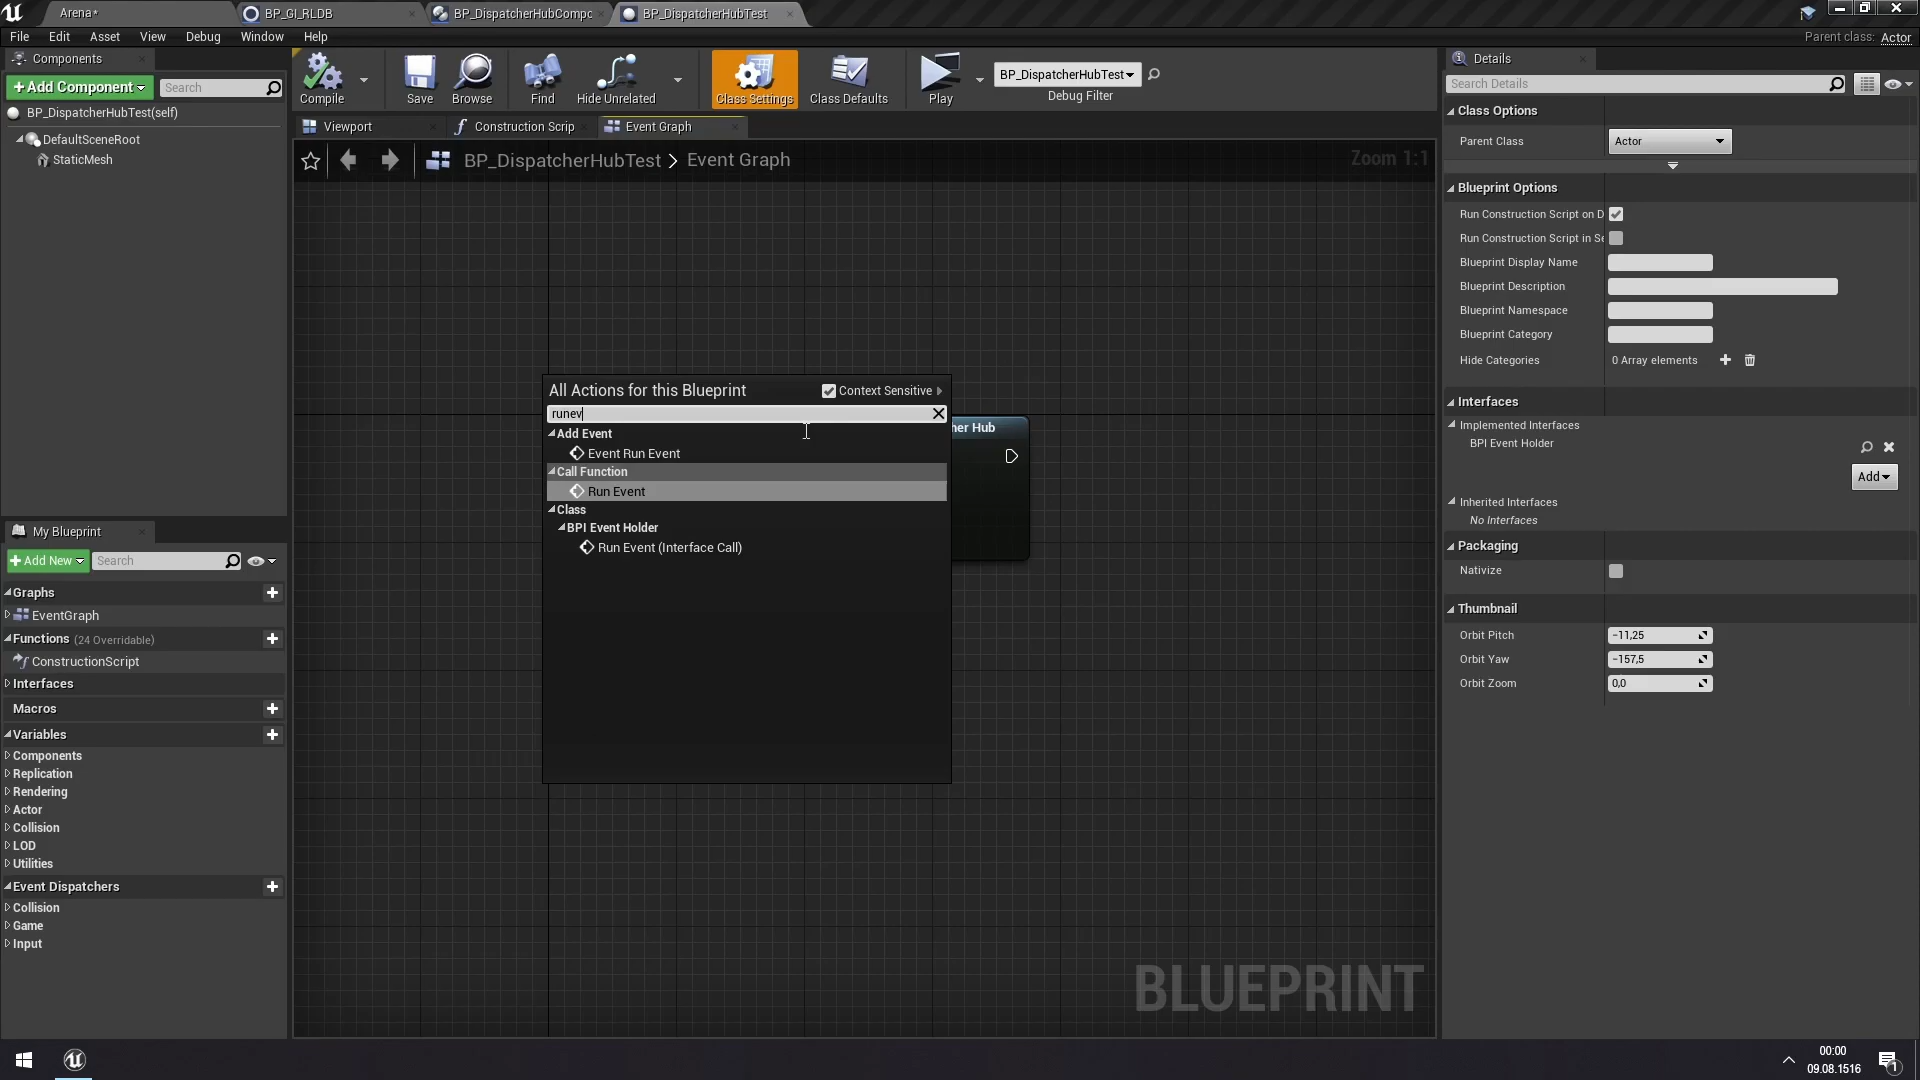 Arena*
BP_GI_RLDB
BP_DispatcherHubCompc
BP_DispatcherHubTest
File
Edit
Asset
View
Debug
Window
Help
Parent class: Actor
Components
+Add Component
Search
BP_DispatcherHubTest(self)
DefaultSceneRoot
StaticMesh
Compile
Save
Browse
Find
Hide Unrelated
Class Settings
Class Defaults
Play
BP_DispatcherHubTest
Debug Filter
Viewport
Construction Scrip
Event Graph
BP_DispatcherHubTest > Event Graph
Zoom 1:1
All Actions for this Blueprint
Context Sensitive
runev
Add Event
Event Run Event
Call Function
Run Event
Class
BPI Event Holder
Run Event (Interface Call)
her Hub
BLUEPRINT
My Blueprint
+Add New
Search
Graphs
EventGraph
Functions (24 Overridable)
ConstructionScript
Interfaces
Macros
Variables
Components
Replication
Rendering
Actor
Collision
LOD
Utilities
Event Dispatchers
Collision
Game
Input
Details
Search Details
Class Options
Parent Class
Actor
Blueprint Options
Run Construction Script on D
Run Construction Script in Se
Blueprint Display Name
Blueprint Description
Blueprint Namespace
Blueprint Category
Hide Categories
0 Array elements
Interfaces
Implemented Interfaces
BPI Event Holder
Add
Inherited Interfaces
No Interfaces
Packaging
Nativize
Thumbnail
Orbit Pitch
-11,25
Orbit Yaw
-157,5
Orbit Zoom
0,0
00:00
09.08.1516
1